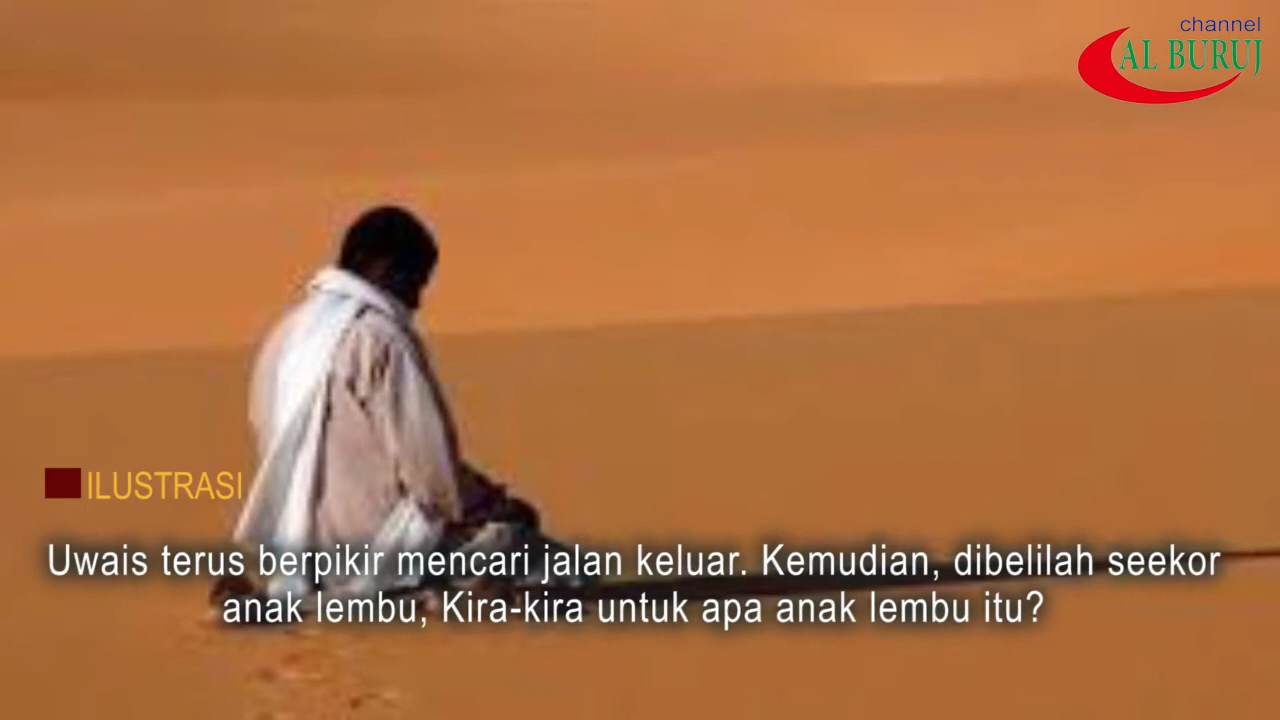 channel
AL BURUJ
ILUSTRASI
Uwais terus berpikir mencari jalan keluar. Kemudian, dibelilah seekor
anak lembu, Kira-kira untuk apa anak lembu itu?